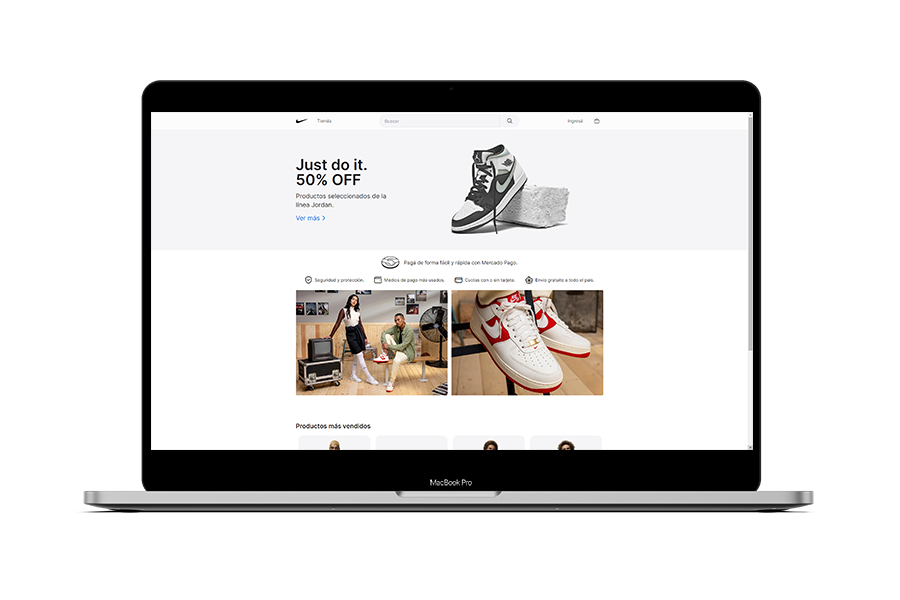 Tienda
Buscar
Ingresá
Just do it.
50% OFF
Productos seleccionados de la
línea Jordan.
Ver más
Pagá de forma fácil y rápida con Mercado Pago.
Seguridad y protección.
Medios de pago más usados.
Cuotas con o sin tarjeta.
Envío gratuito a todo el país.
Productos más vendidos
MacBook Pro